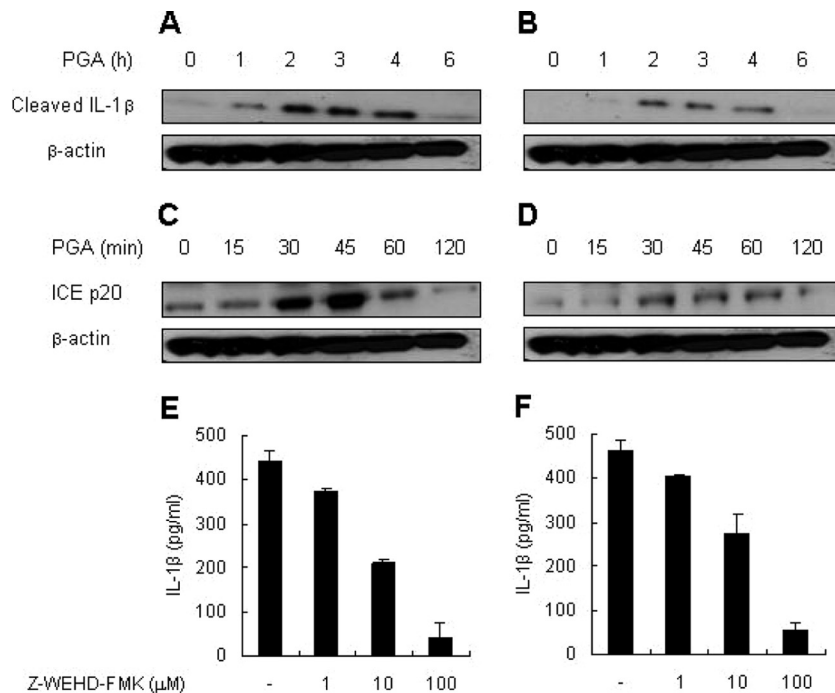 A B
PGA (h) 0 1 2 3 4 6 0 1 2 3 4 6
Cleaved IL-1β
β-actin
C D
PGA (min) 0 15 30 45 60 120 0 15 30 45 60 120
ICE p20
β-actin
E F
500 500
400 400
300 300
200 200
100 100
0 0
IL-1β (pg/ml) IL-1β (pg/ml)
Z-WEHD-FMK (µM) - 1 10 100 - 1 10 100